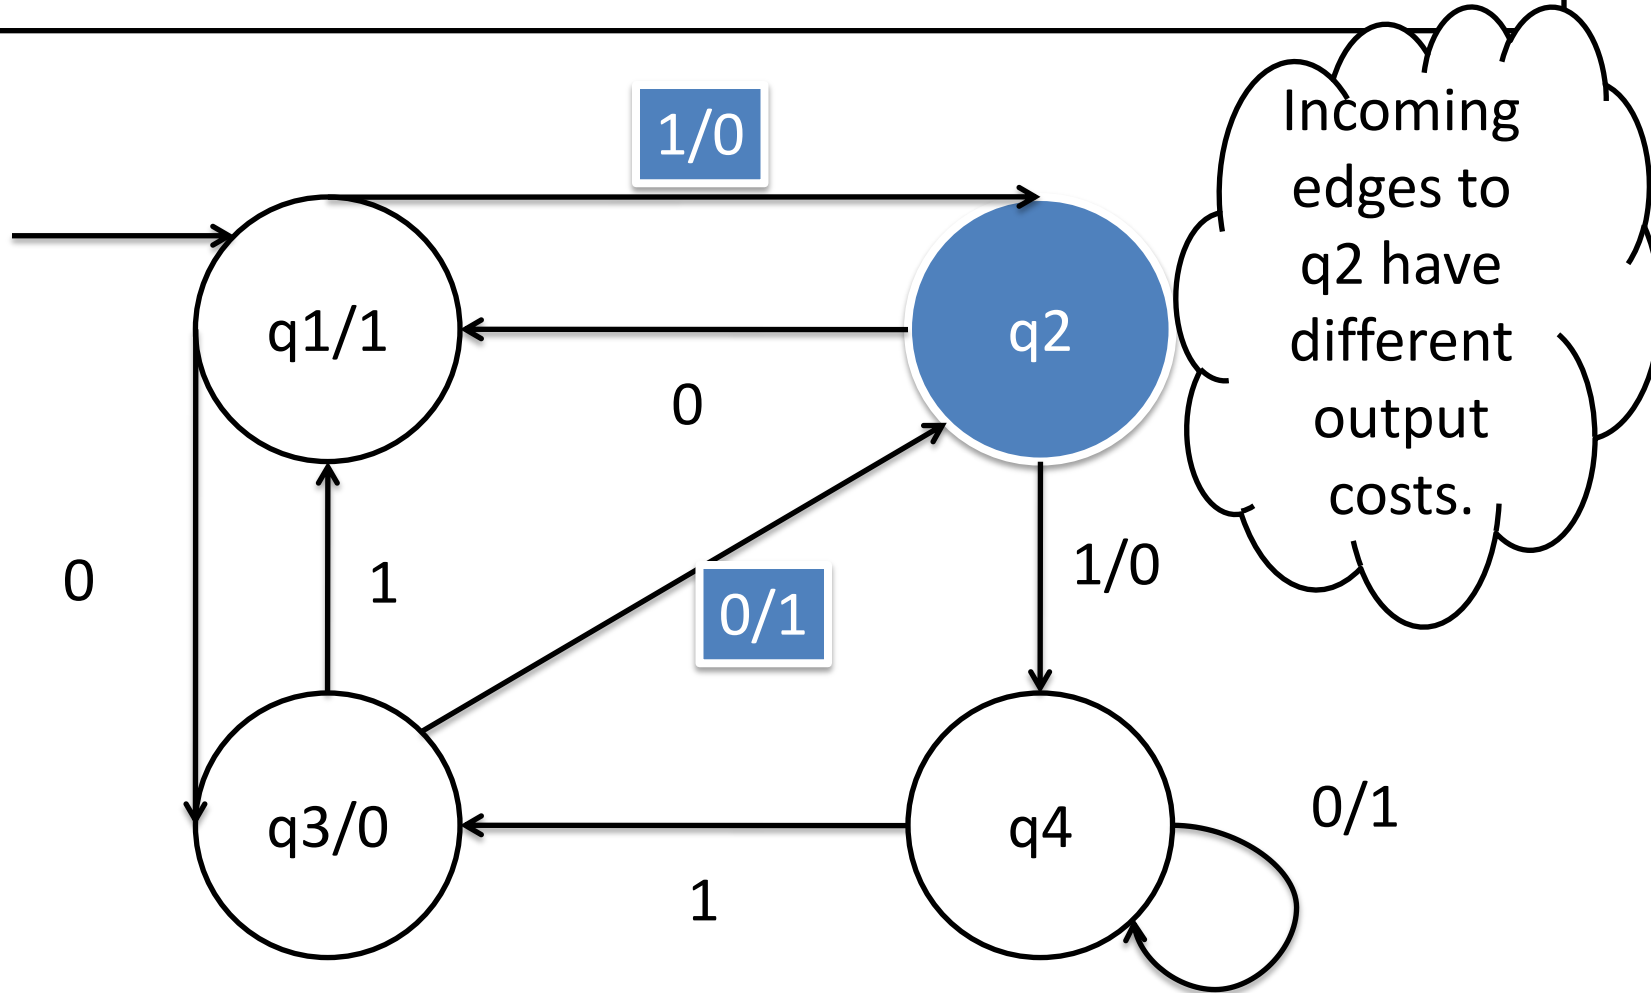 1/0
Incoming
edges to
q2 have
different
output
costs.
q1/1
q2
0
0
1
0/1
1/0
q3/0
q4
0/1
1